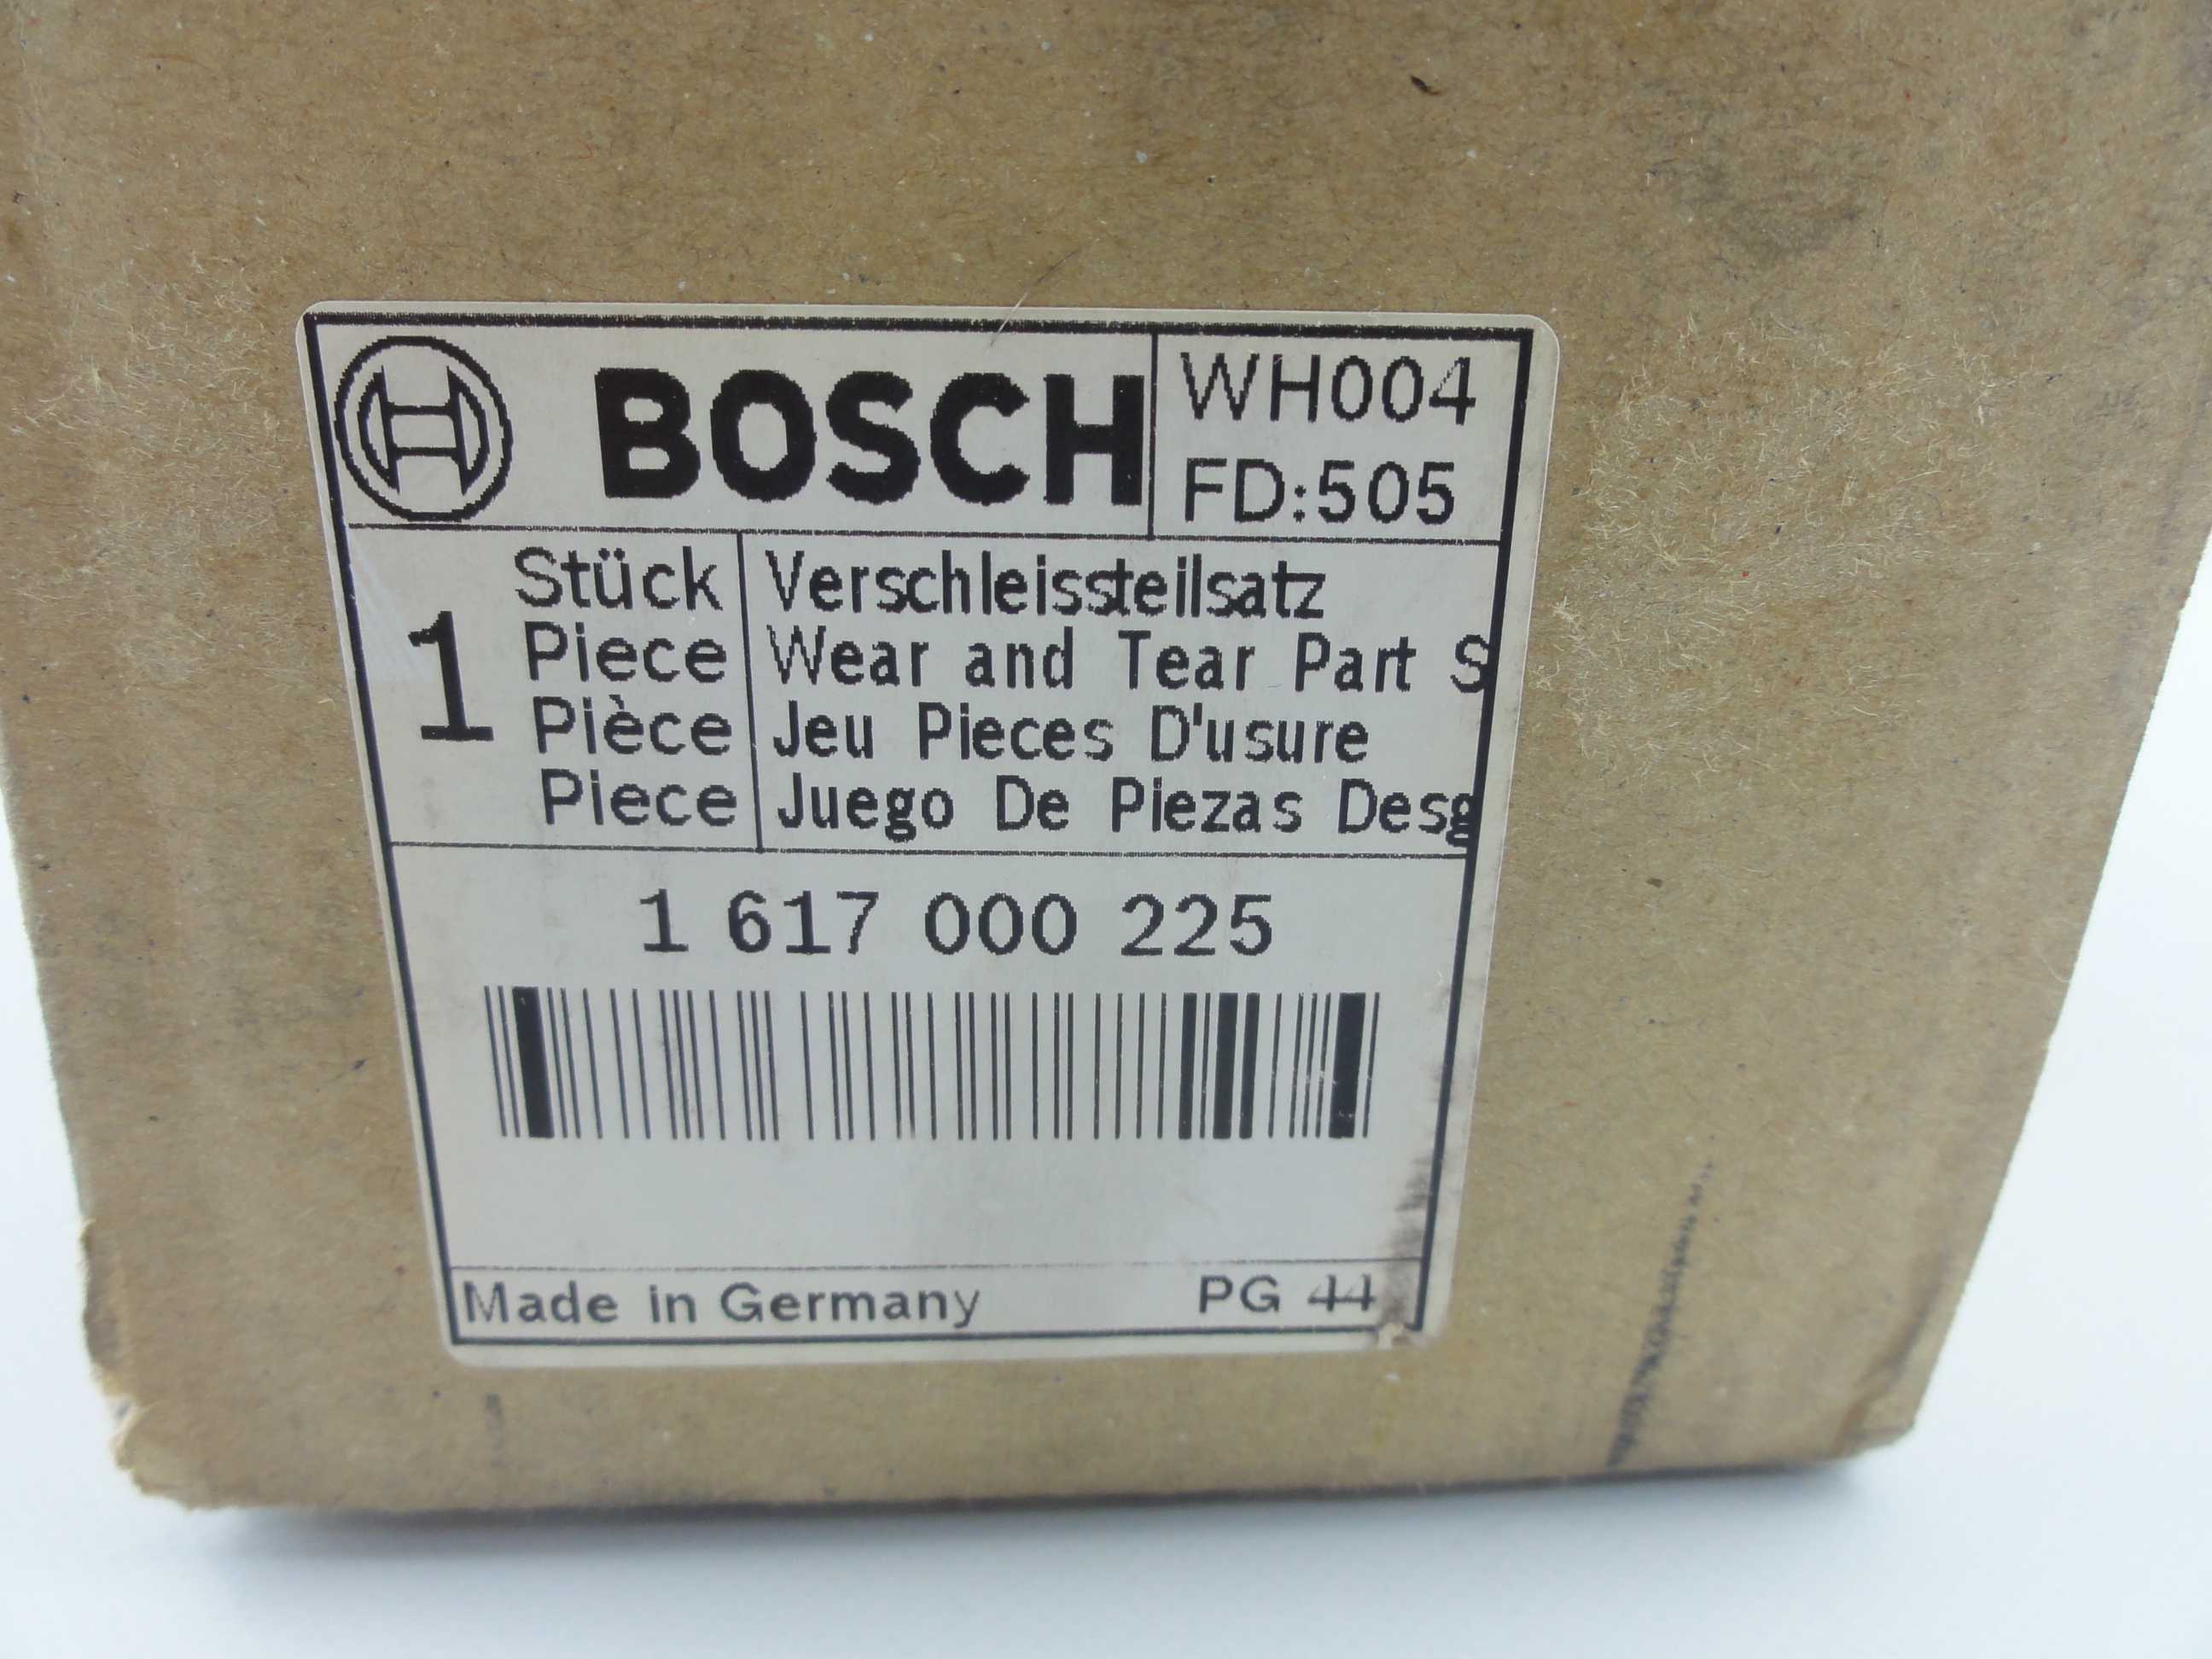 BOSCH
WH004
FD:505
1
Stück
Piece
Pièce
Piece
Verschleissteilsatz
Wear and Tear Part S
Jeu Pieces D'usure
Juego De Piezas Desg
1 617 000 225
Made in Germany
PG 44